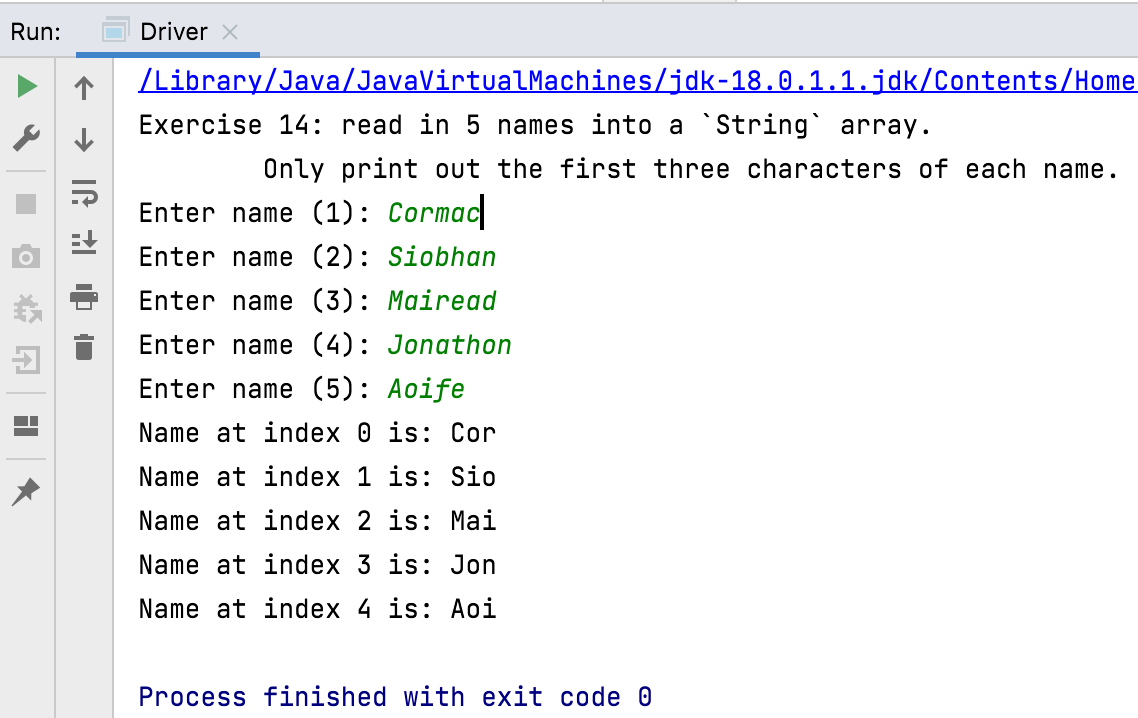 Run: Driver
/Library/Java/JavaVirtualMachines/jdk-18.0.1.1.jdk/Contents/Home
Exercise 14: read in 5 names into a `String` array.
Only print out the first three characters of each name.
Enter name (1): Cormac
Enter name (2): Siobhan
Enter name (3): Mairead
Enter name (4): Jonathon
Enter name (5): Aoife
Name at index 0 is: Cor
Name at index 1 is: Sio
Name at index 2 is: Mai
Name at index 3 is: Jon
Name at index 4 is: Aoi
Process finished with exit code 0